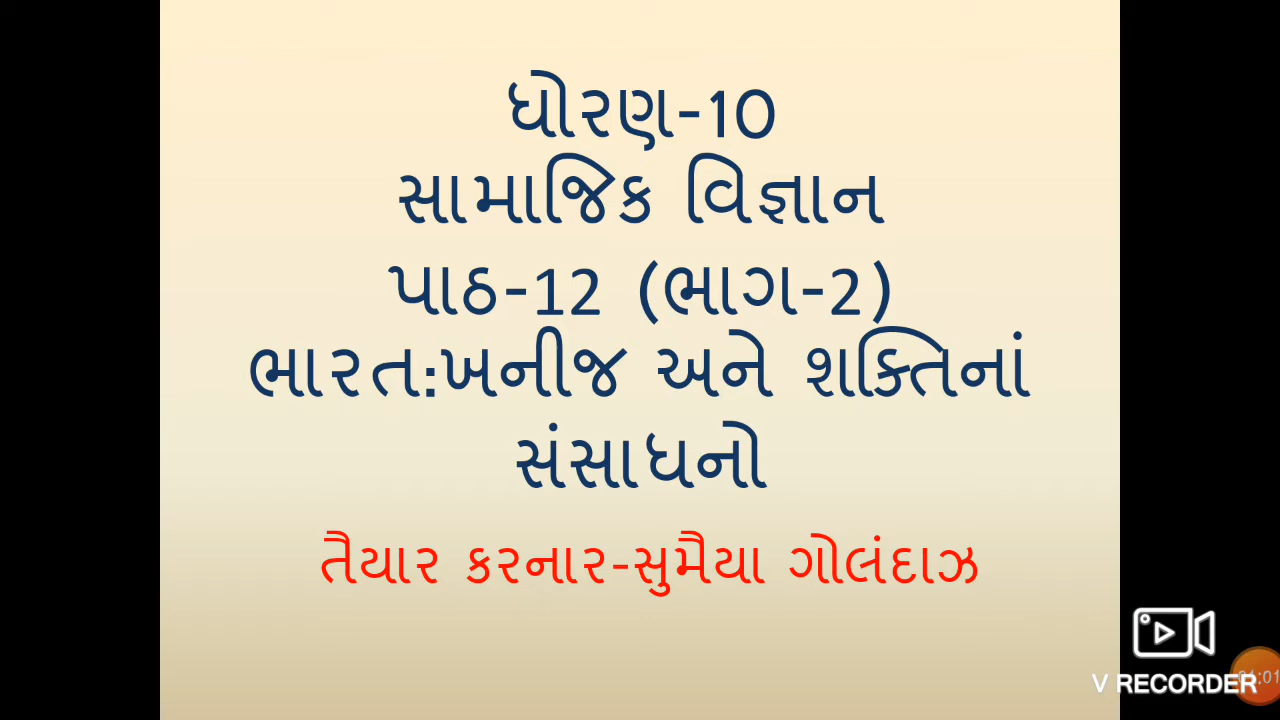 ધોરણ-10
સામાજિક વિજ્ઞાન
પાઠ-12 (ભાગ-2)
ભારત:ખનીજ અને શક્તિનાં
સંસાધનો
તૈયાર કરનાર-સુમૈયા ગોલંદાઝ
V RECORDER